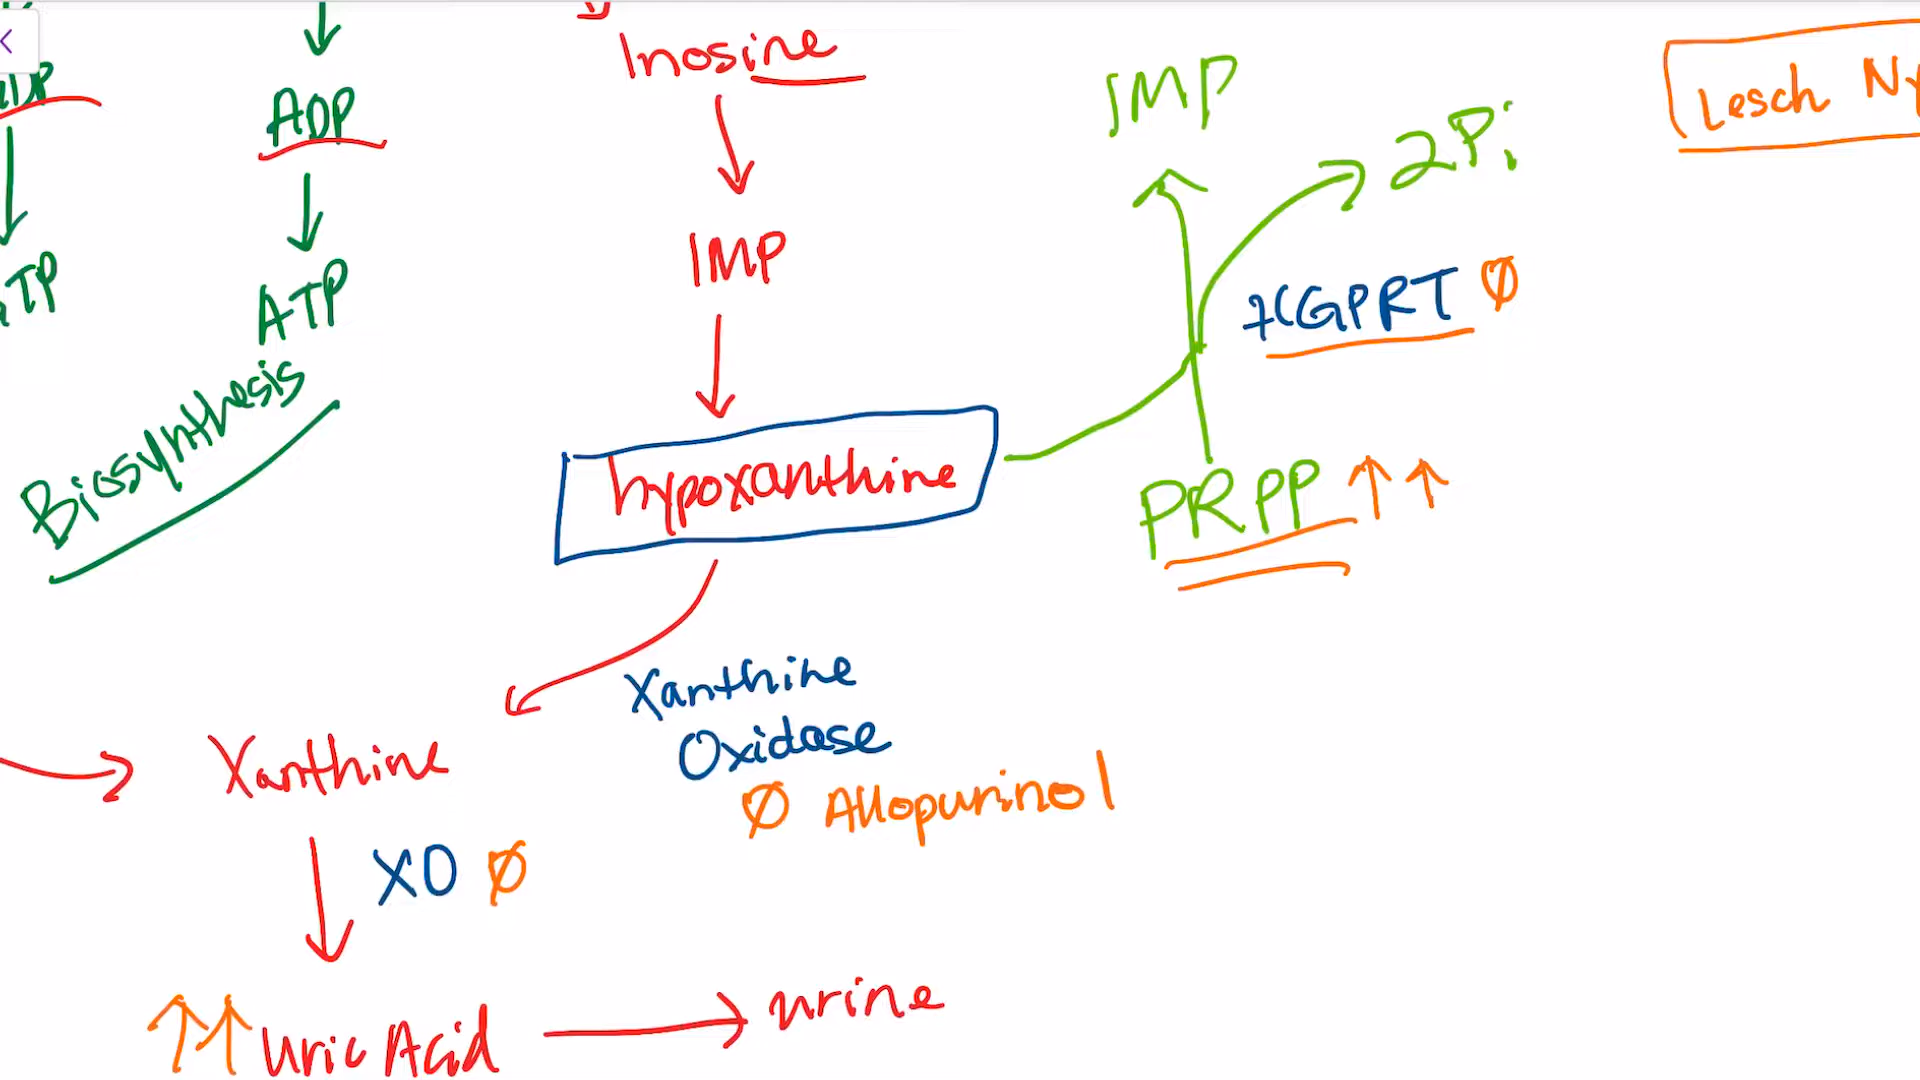 Inosine
IMP
Lesch Ny
ADP
2Pi
IMP
ATP
HGPRT Ø
Biosynthesis
hypoxanthine
PRPP ↑↑
Xanthine
Oxidase
Ø Allopurinol
Xanthine
XO Ø
↑↑ Uric Acid → urine